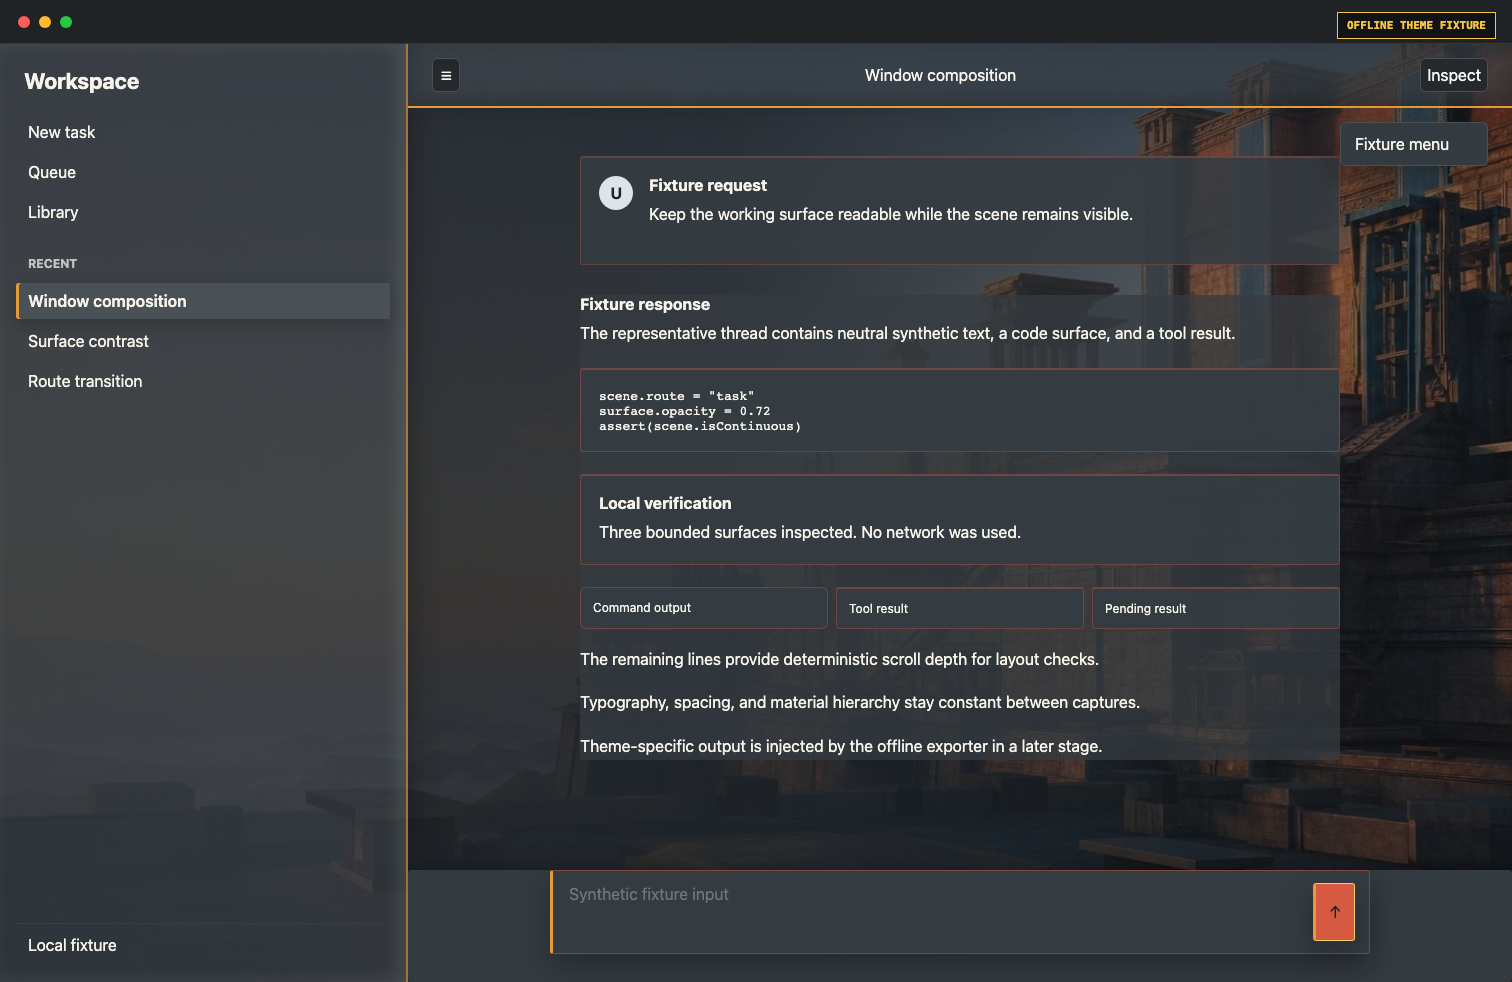 OFFLINE THEME FIXTURE
Workspace
New task
Queue
Library
RECENT
Window composition
Surface contrast
Route transition
Local fixture
≡
Window composition
Inspect
Fixture menu
U
Fixture request
Keep the working surface readable while the scene remains visible.
Fixture response
The representative thread contains neutral synthetic text, a code surface, and a tool result.
scene.route = "task"
surface.opacity = 0.72
assert(scene.isContinuous)
Local verification
Three bounded surfaces inspected. No network was used.
Command output
Tool result
Pending result
The remaining lines provide deterministic scroll depth for layout checks.
Typography, spacing, and material hierarchy stay constant between captures.
Theme-specific output is injected by the offline exporter in a later stage.
Synthetic fixture input
↑